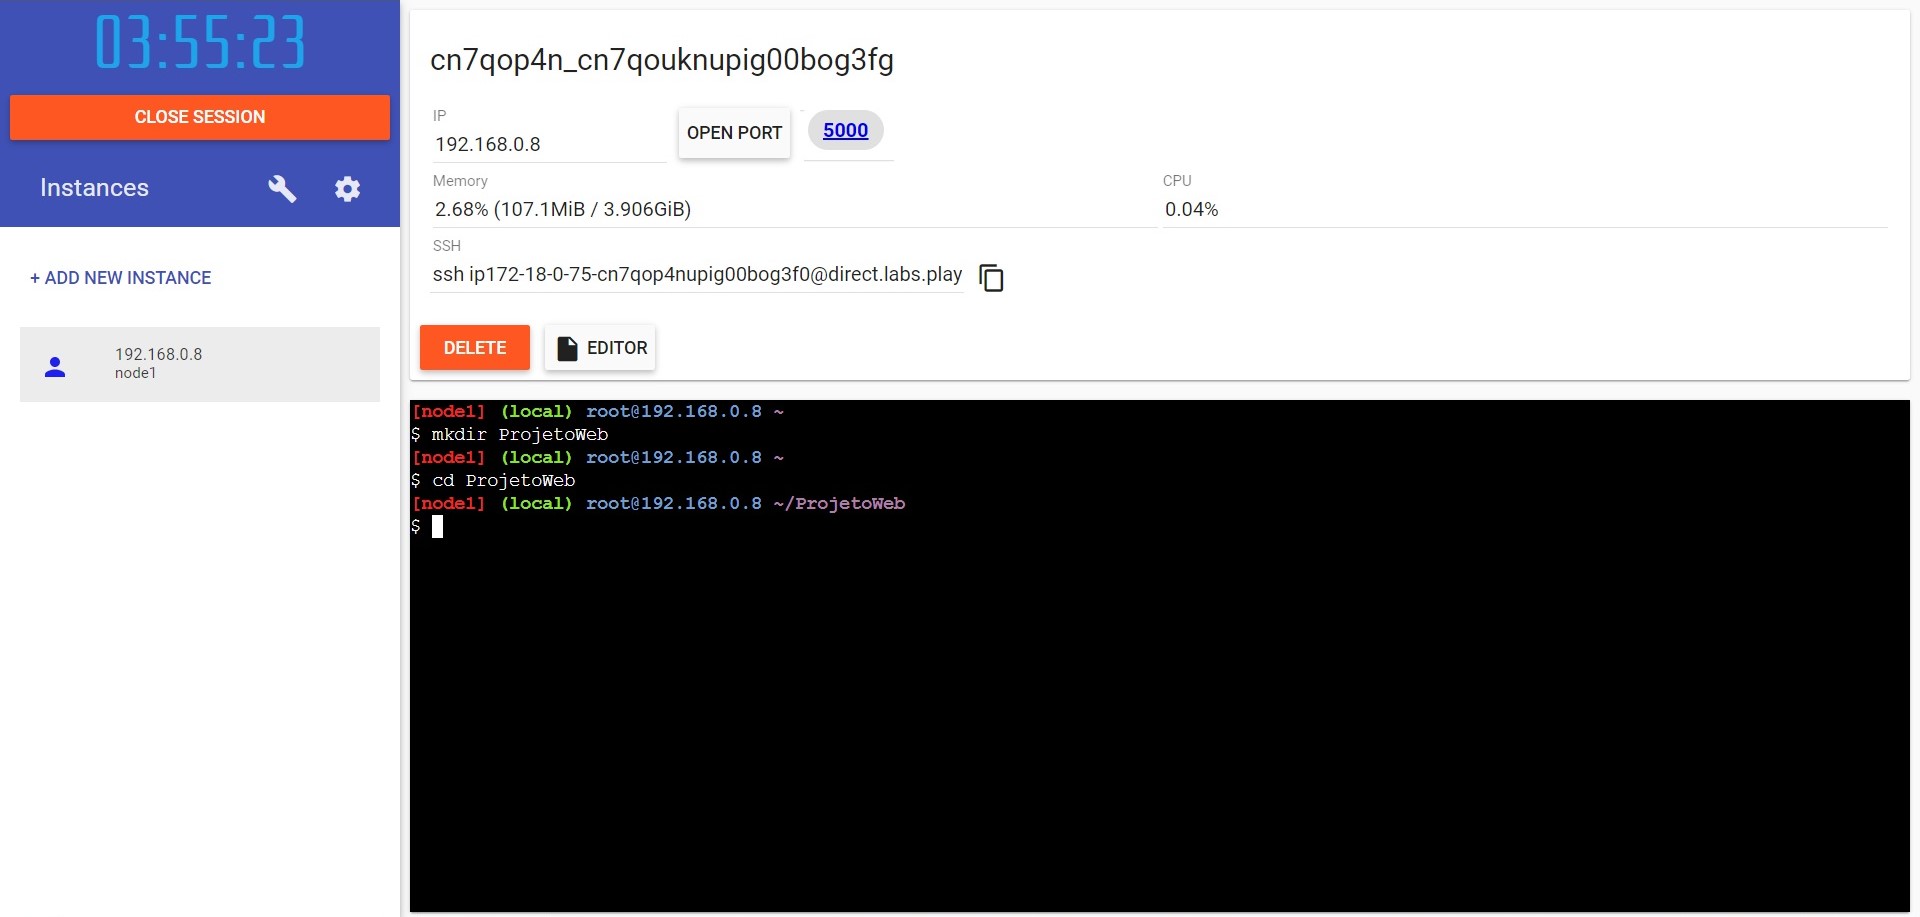 03:55:23
CLOSE SESSION
Instances
+ ADD NEW INSTANCE
192.168.0.8
node1
cn7qop4n_cn7qouknupig00bog3fg
IP
192.168.0.8
OPEN PORT
5000
Memory
2.68% (107.1MiB / 3.906GiB)
CPU
0.04%
SSH
ssh ip172-18-0-75-cn7qop4nupig00bog3f0@direct.labs.play
DELETE
EDITOR
[node1] (local) root@192.168.0.8 ~
$ mkdir ProjetoWeb
[node1] (local) root@192.168.0.8 ~
$ cd ProjetoWeb
[node1] (local) root@192.168.0.8 ~/ProjetoWeb
$